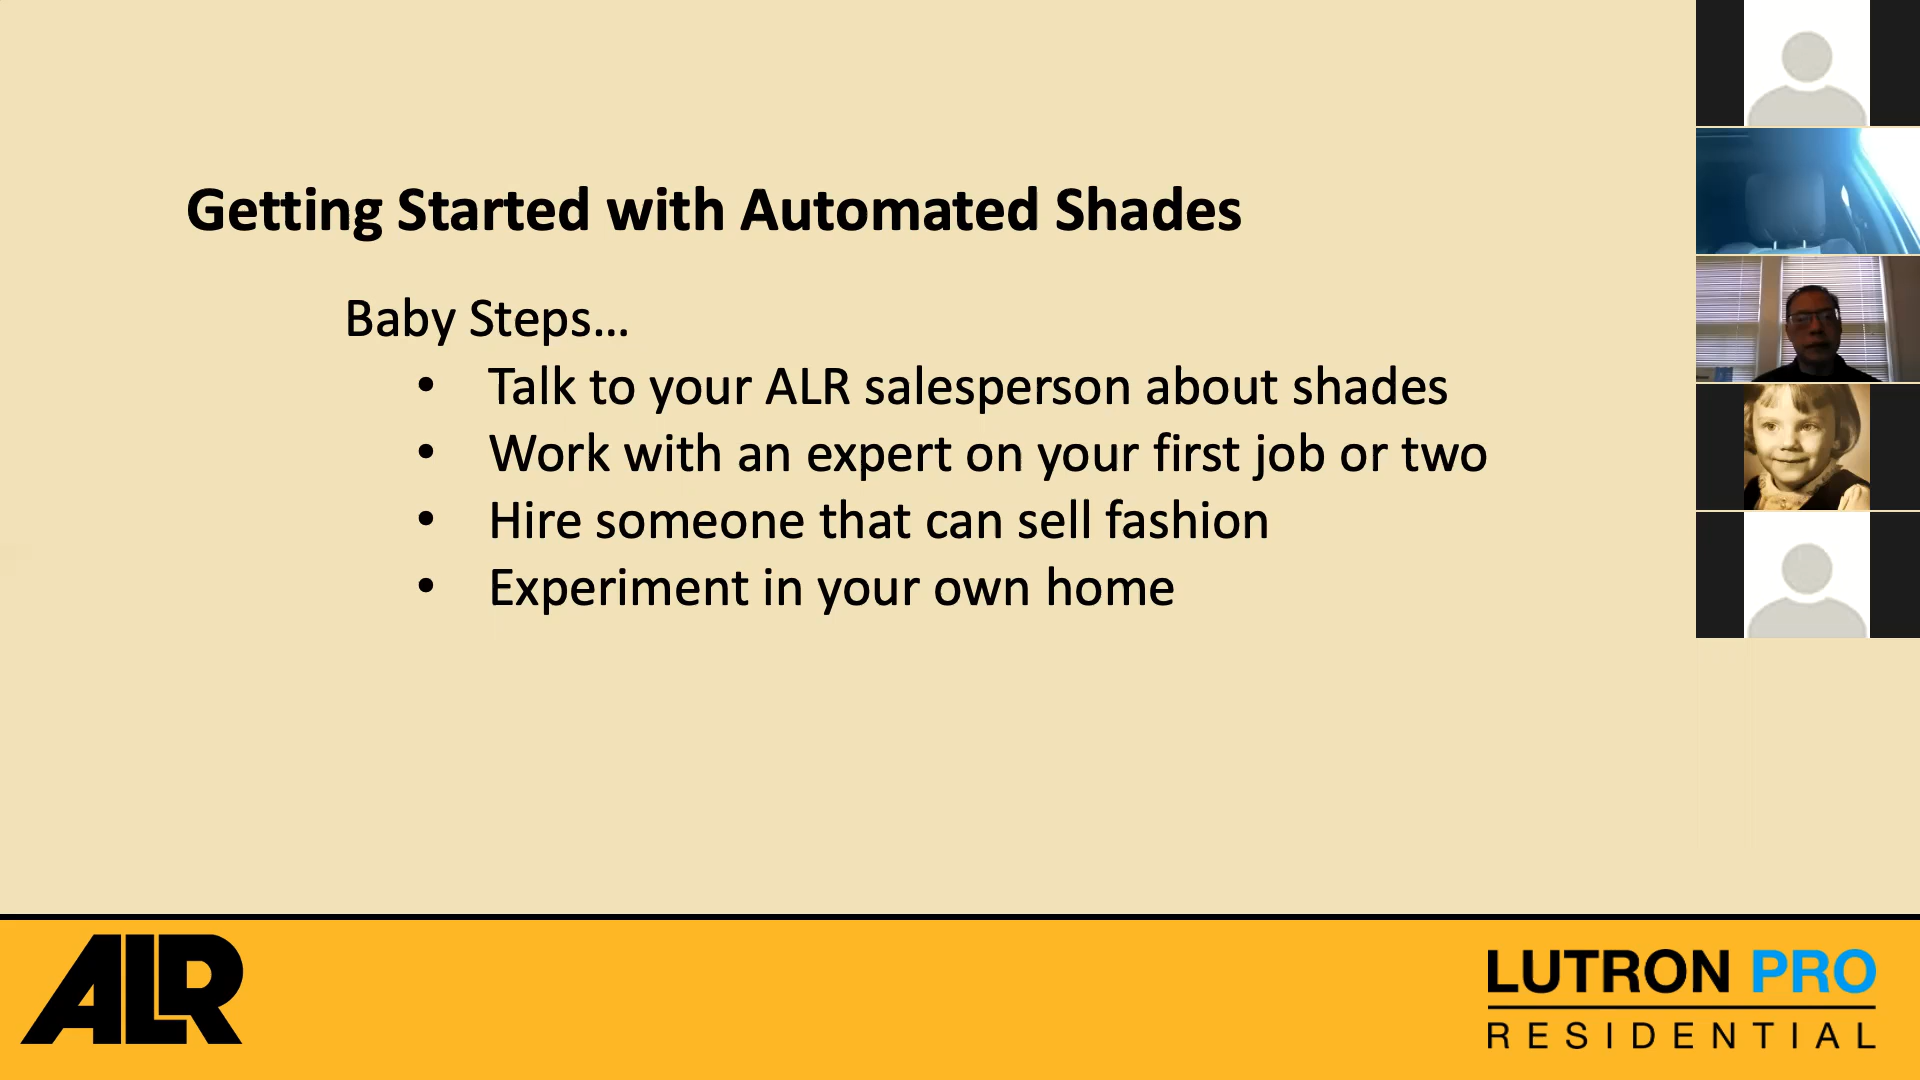 Getting Started with Automated Shades
Baby Steps...
• Talk to your ALR salesperson about shades
• Work with an expert on your first job or two
• Hire someone that can sell fashion
• Experiment in your own home
ALR
LUTRON PRO
RESIDENTIAL